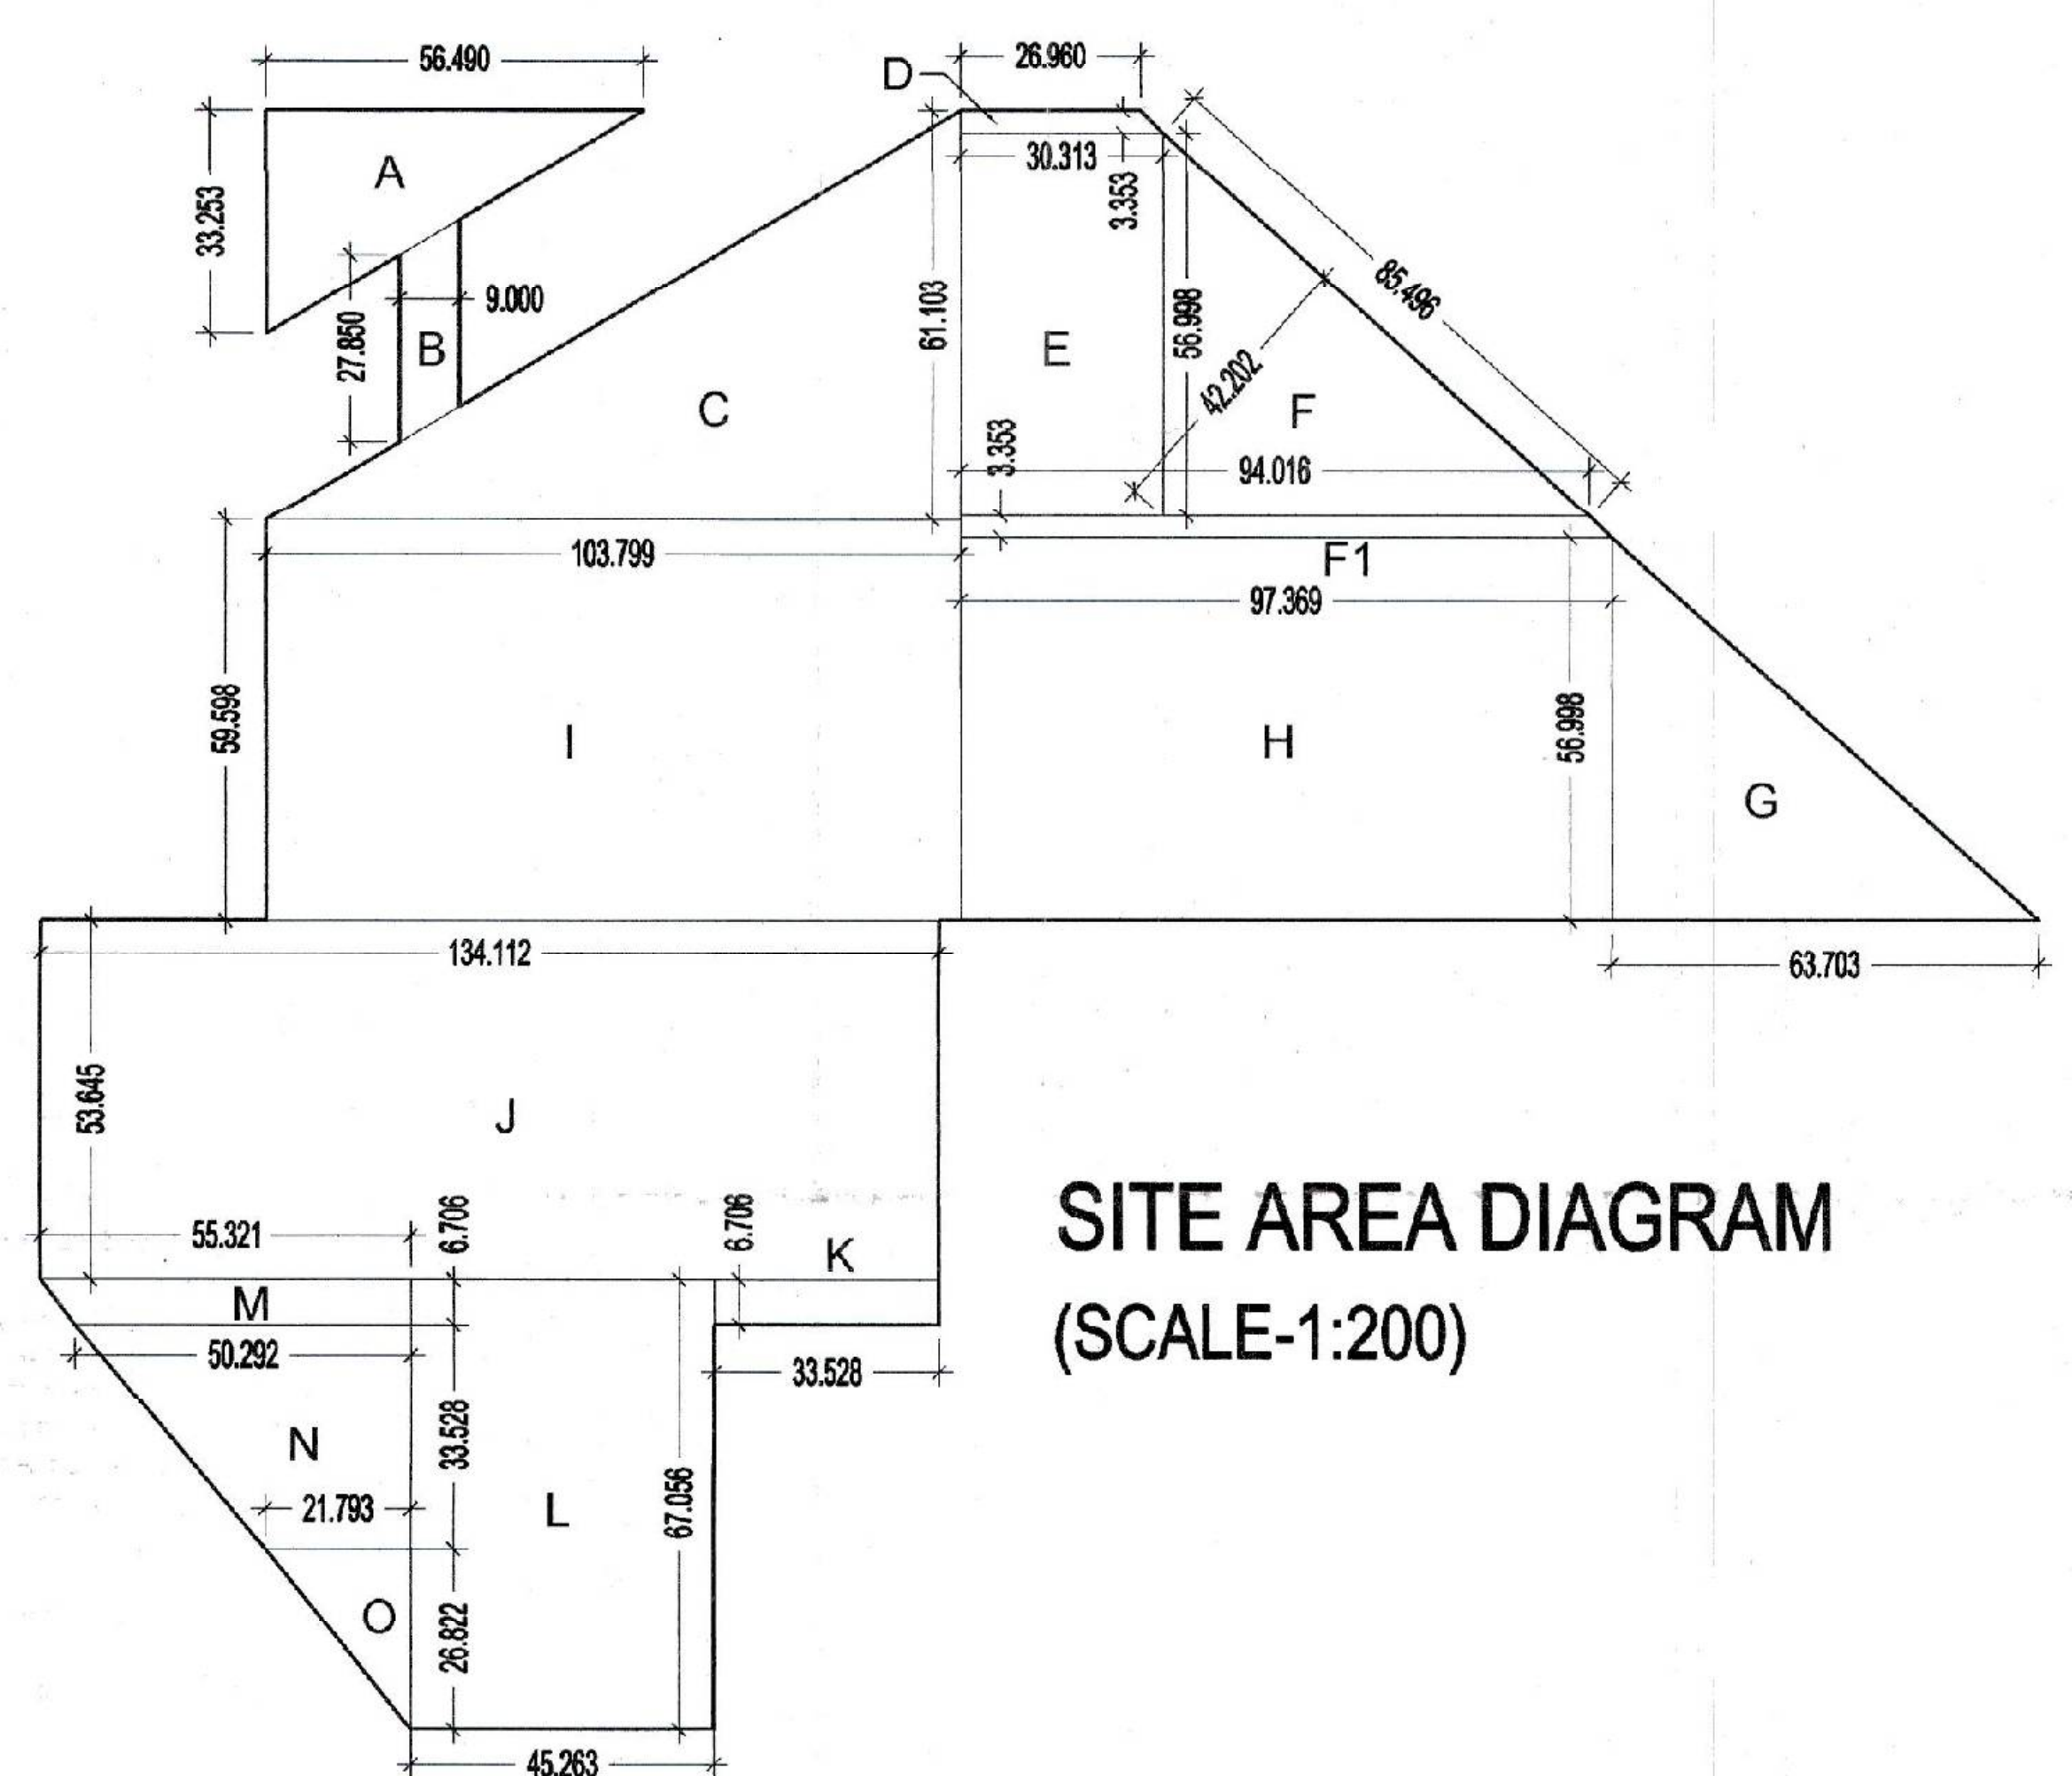 56.490
26.960
D
A
33.253
30.313
3.353
85.496
9.000
27.850
B
61.103
E
56.998
42.202
C
F
3.353
94.016
103.799
F1
97.369
59.598
I
H
56.998
G
134.112
63.703
53.645
J
SITE AREA DIAGRAM
(SCALE-1:200)
55.321
6.706
6.706
K
M
50.292
33.528
33.528
N
21.793
L
67.056
O
26.822
45.263